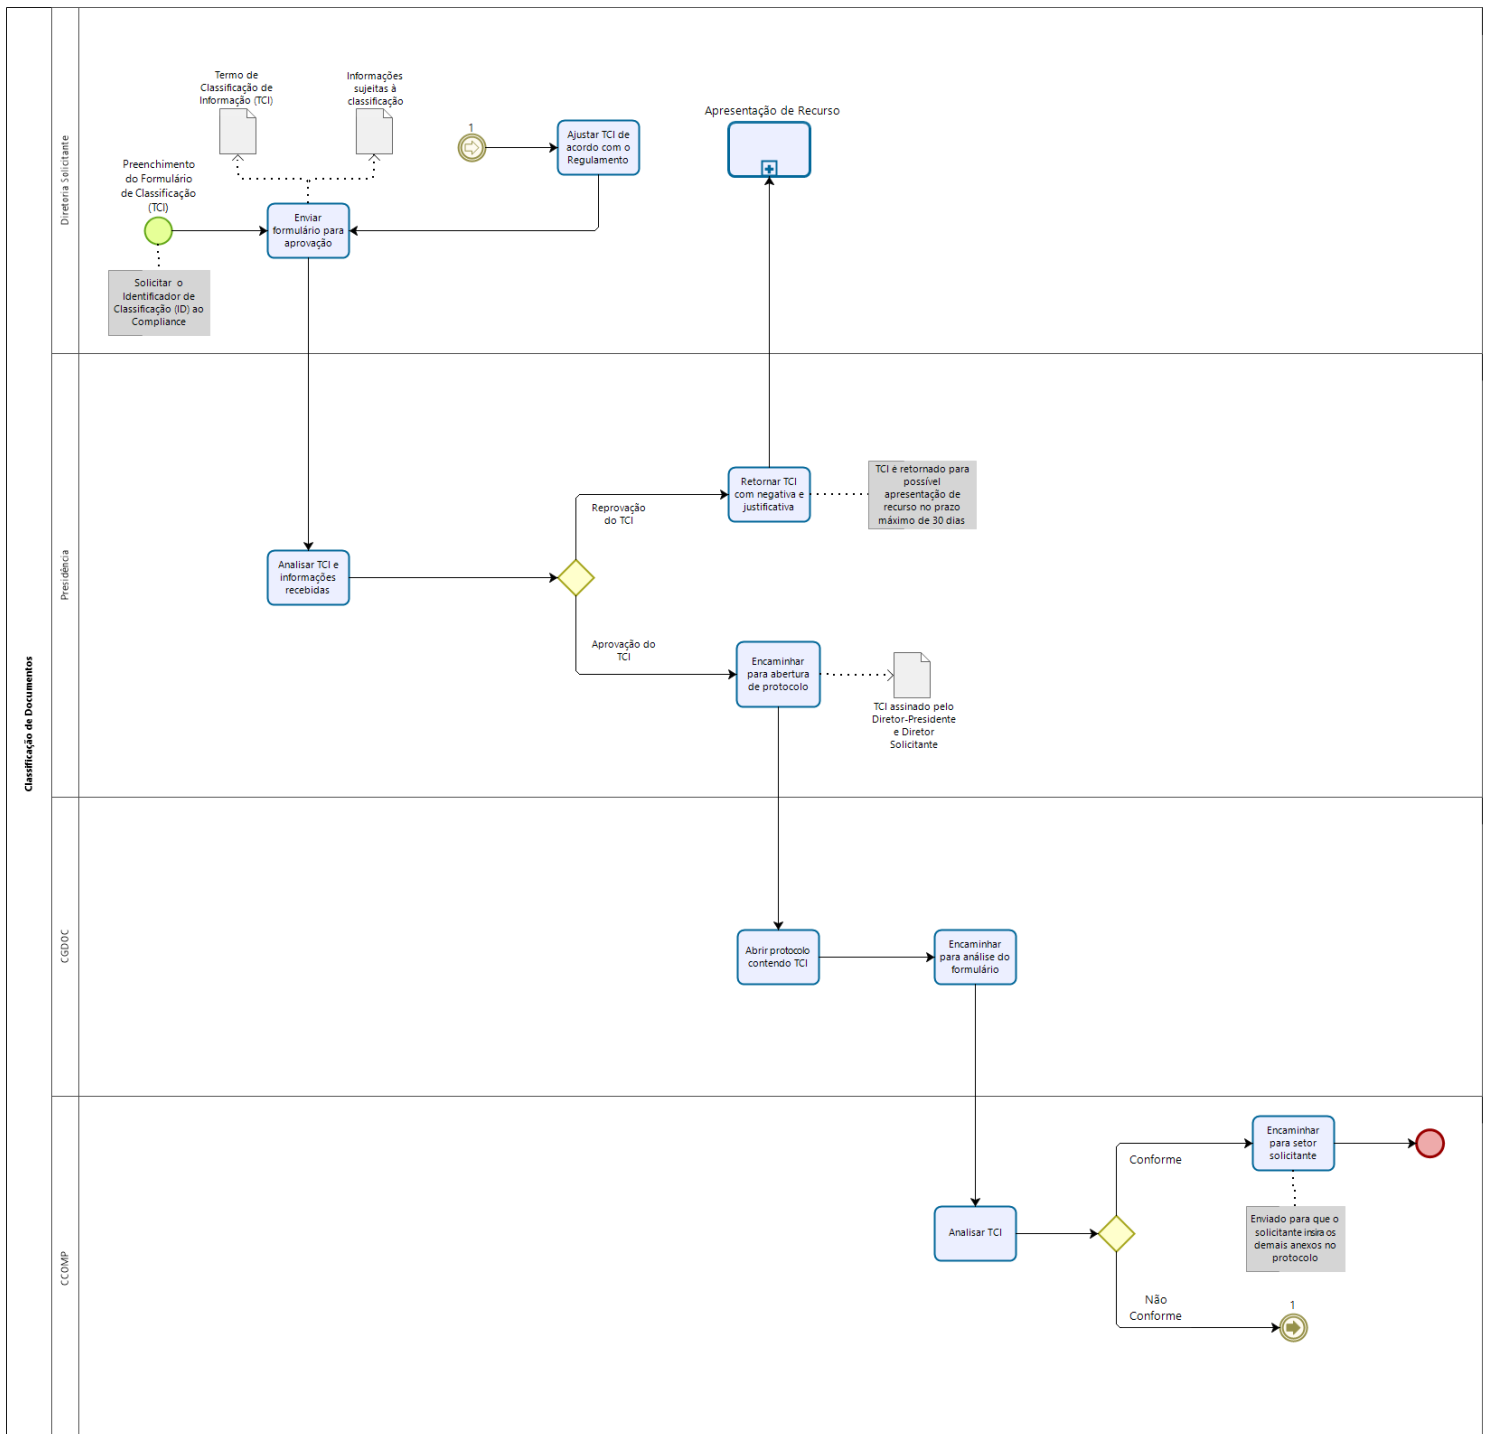 Classificação de Documentos
Diretoria Solicitante
Termo de
Classificação de
Informação (TCI)
Informações
sujeitas à
classificação
Preenchimento
do Formulário
de Classificação
(TCI)
Solicitar o
Identificador de
Classificação (ID) ao
Compliance
Enviar
formulário para
aprovação
1
Ajustar TCI de
acordo com o
Regulamento
Apresentação de Recurso
Presidência
Analisar TCI e
informações
recebidas
Reprovação
do TCI
Retornar TCI
com negativa e
justificativa
TCI é retornado para
possível
apresentação de
recurso no prazo
máximo de 30 dias
Aprovação do
TCI
Encaminhar
para abertura
de protocolo
TCI assinado pelo
Diretor-Presidente
e Diretor
Solicitante
CGDOC
Abrir protocolo
contendo TCI
Encaminhar
para análise do
formulário
CCOMP
Analisar TCI
Conforme
Encaminhar
para setor
solicitante
Enviado para que o
solicitante insira os
demais anexos no
protocolo
Não
Conforme
1